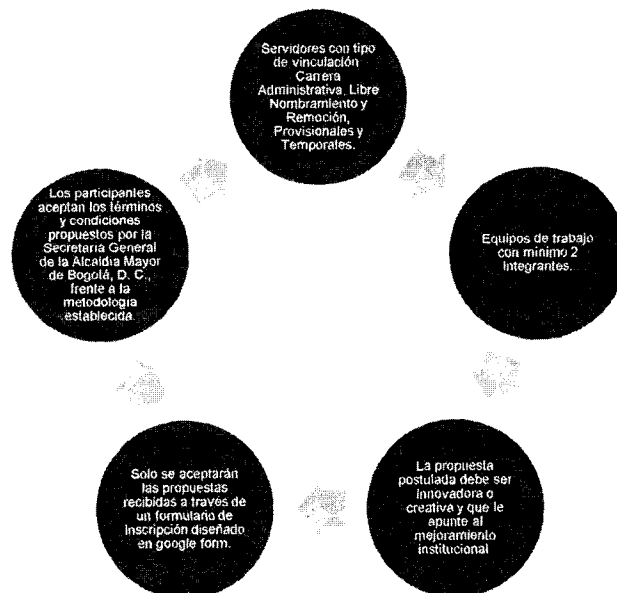 Servidores con tipo
de vinculación
Carrera
Administrativa, Libre
Nombramiento y
Remoción,
Provisionales y
Temporales.
Equipos de trabajo
con mínimo 2
integrantes.
La propuesta
postulada debe ser
innovadora o
creativa y que le
apunte al
mejoramiento
institucional
Solo se aceptarán
las propuestas
recibidas a través de
un formulario de
inscripción diseñado
en google form.
Los participantes
aceptan los términos
y condiciones
propuestos por la
Secretaría General
de la Alcaldía Mayor
de Bogotá, D. C.,
frente a la
metodología
establecida.